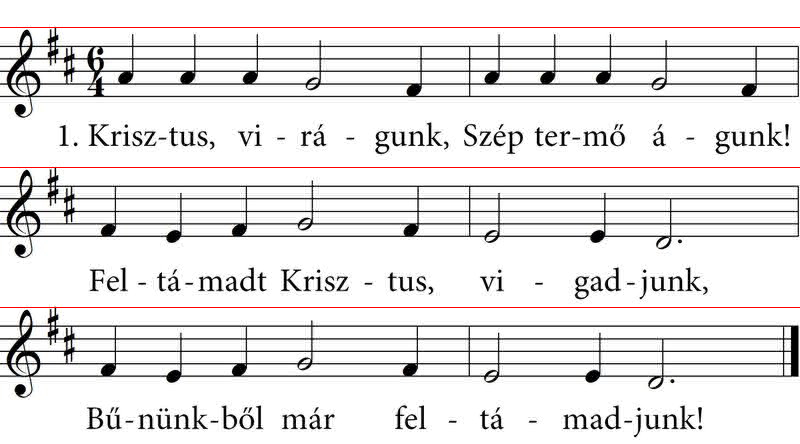 6
4
1. Krisz-tus, vi - rá - gunk, Szép ter-mő á - gunk!
Fel - tá-madt Krisz - tus, vi - gad-junk,
Bű-nünk-ből már fel - tá - mad-junk!